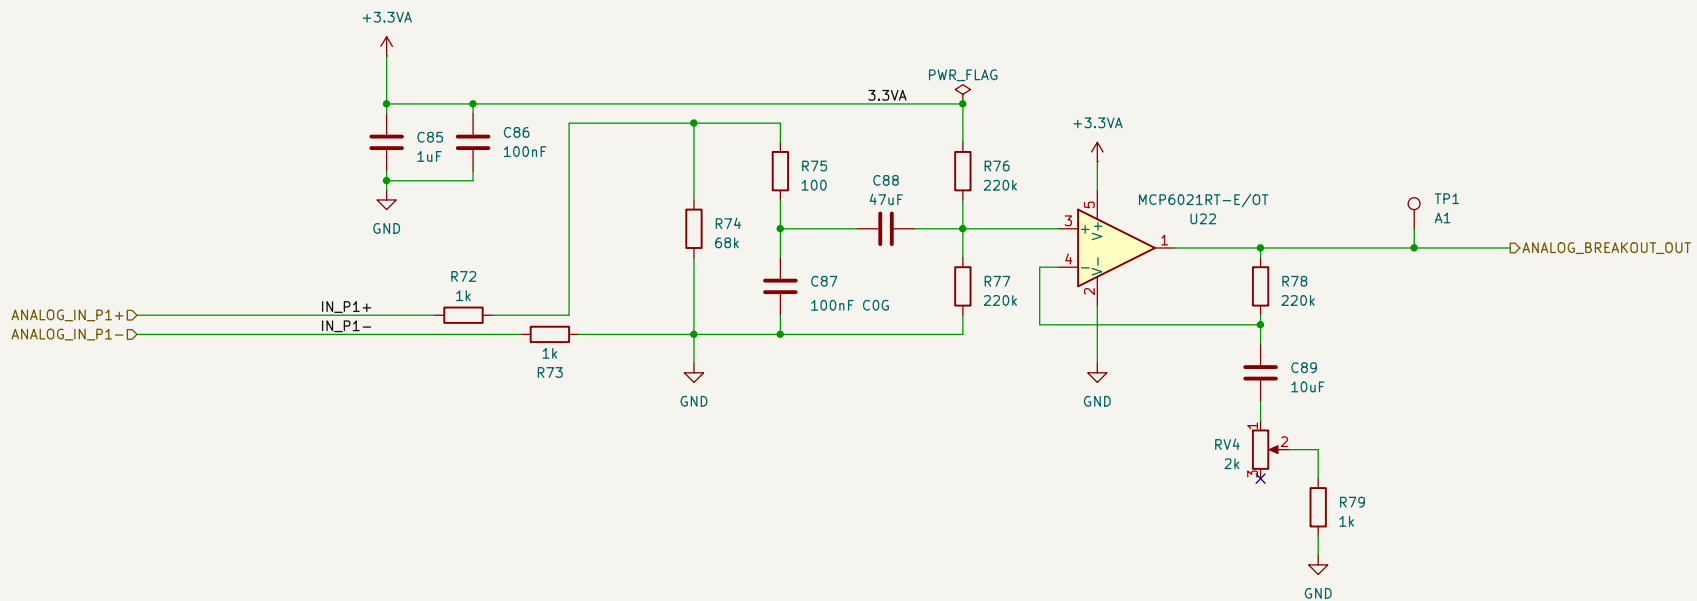 +3.3VA
PWR_FLAG
3.3VA
+3.3VA
C85
1uF
C86
100nF
GND
R75
100
R76
220k
C88
47uF
MCP6021RT-E/OT
U22
TP1
A1
R74
68k
5
3
+
V+
1
4
-
V-
2
ANALOG_BREAKOUT_OUT
R72
1k
C87
100nF C0G
R77
220k
R78
220k
ANALOG_IN_P1+
IN_P1+
ANALOG_IN_P1-
IN_P1-
1k
R73
GND
GND
C89
10uF
RV4
2k
1
2
3
R79
1k
GND